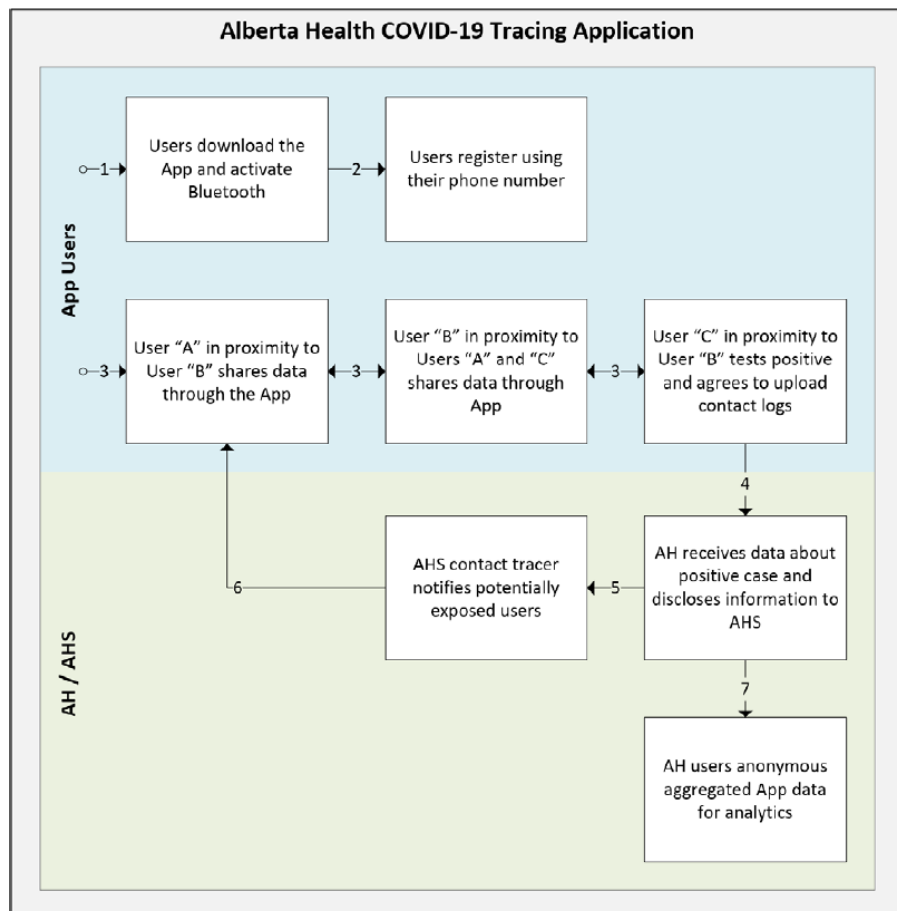 Alberta Health COVID-19 Tracing Application
App Users
1
Users download the
App and activate
Bluetooth
2
Users register using
their phone number
3
User “A” in proximity to
User “B” shares data
through the App
3
User “B” in proximity to
Users “A” and “C”
shares data through
App
3
User “C” in proximity to
User “B” tests positive
and agrees to upload
contact logs
4
AH / AHS
AH receives data about
positive case and
discloses information to
AHS
5
AHS contact tracer
notifies potentially
exposed users
6
7
AH users anonymous
aggregated App data
for analytics